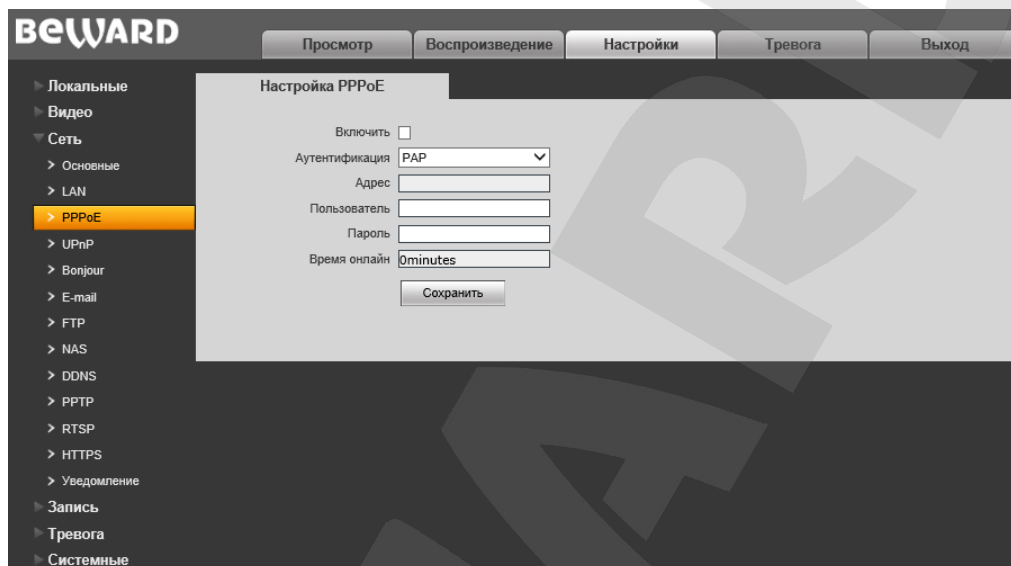 BEWARD
Просмотр Воспроизведение Настройки Тревога Выход
Локальные
Видео
Сеть
Основные
LAN
PPPoE
UPnP
Bonjour
E-mail
FTP
NAS
DDNS
PPTP
RTSP
HTTPS
Уведомление
Запись
Тревога
Системные
Настройка PPPoE
Включить
Аутентификация PAP
Адрес
Пользователь
Пароль
Время онлайн 0minutes
Сохранить